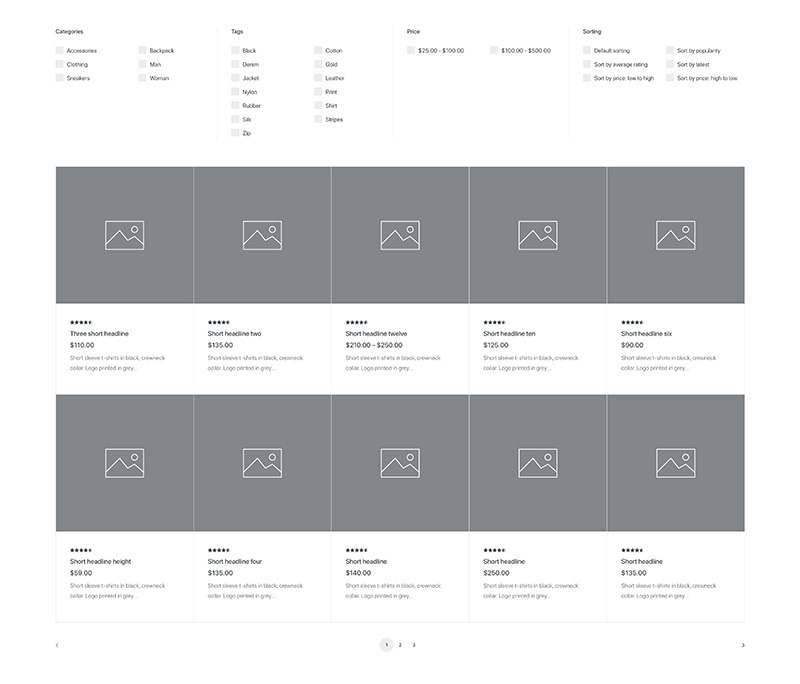 Categories
Accessories
Backpack
Clothing
Man
Sneakers
Woman
Tags
Black
Cotton
Denim
Gold
Jacket
Leather
Nylon
Print
Rubber
Shirt
Silk
Stripes
Zip
Price
$25.00 - $100.00
$100.00 - $500.00
Sorting
Default sorting
Sort by popularity
Sort by average rating
Sort by latest
Sort by price: low to high
Sort by price: high to low
Three short headline
$110.00
Short sleeve t-shirts in black, crewneck
collar. Logo printed in grey...
Short headline two
$135.00
Short sleeve t-shirts in black, crewneck
collar. Logo printed in grey...
Short headline twelve
$210.00 – $250.00
Short sleeve t-shirts in black, crewneck
collar. Logo printed in grey...
Short headline ten
$125.00
Short sleeve t-shirts in black, crewneck
collar. Logo printed in grey...
Short headline six
$90.00
Short sleeve t-shirts in black, crewneck
collar. Logo printed in grey...
Short headline height
$59.00
Short sleeve t-shirts in black, crewneck
collar. Logo printed in grey...
Short headline four
$135.00
Short sleeve t-shirts in black, crewneck
collar. Logo printed in grey...
Short headline
$140.00
Short sleeve t-shirts in black, crewneck
collar. Logo printed in grey...
Short headline
$250.00
Short sleeve t-shirts in black, crewneck
collar. Logo printed in grey...
Short headline
$135.00
Short sleeve t-shirts in black, crewneck
collar. Logo printed in grey...
1 2 3